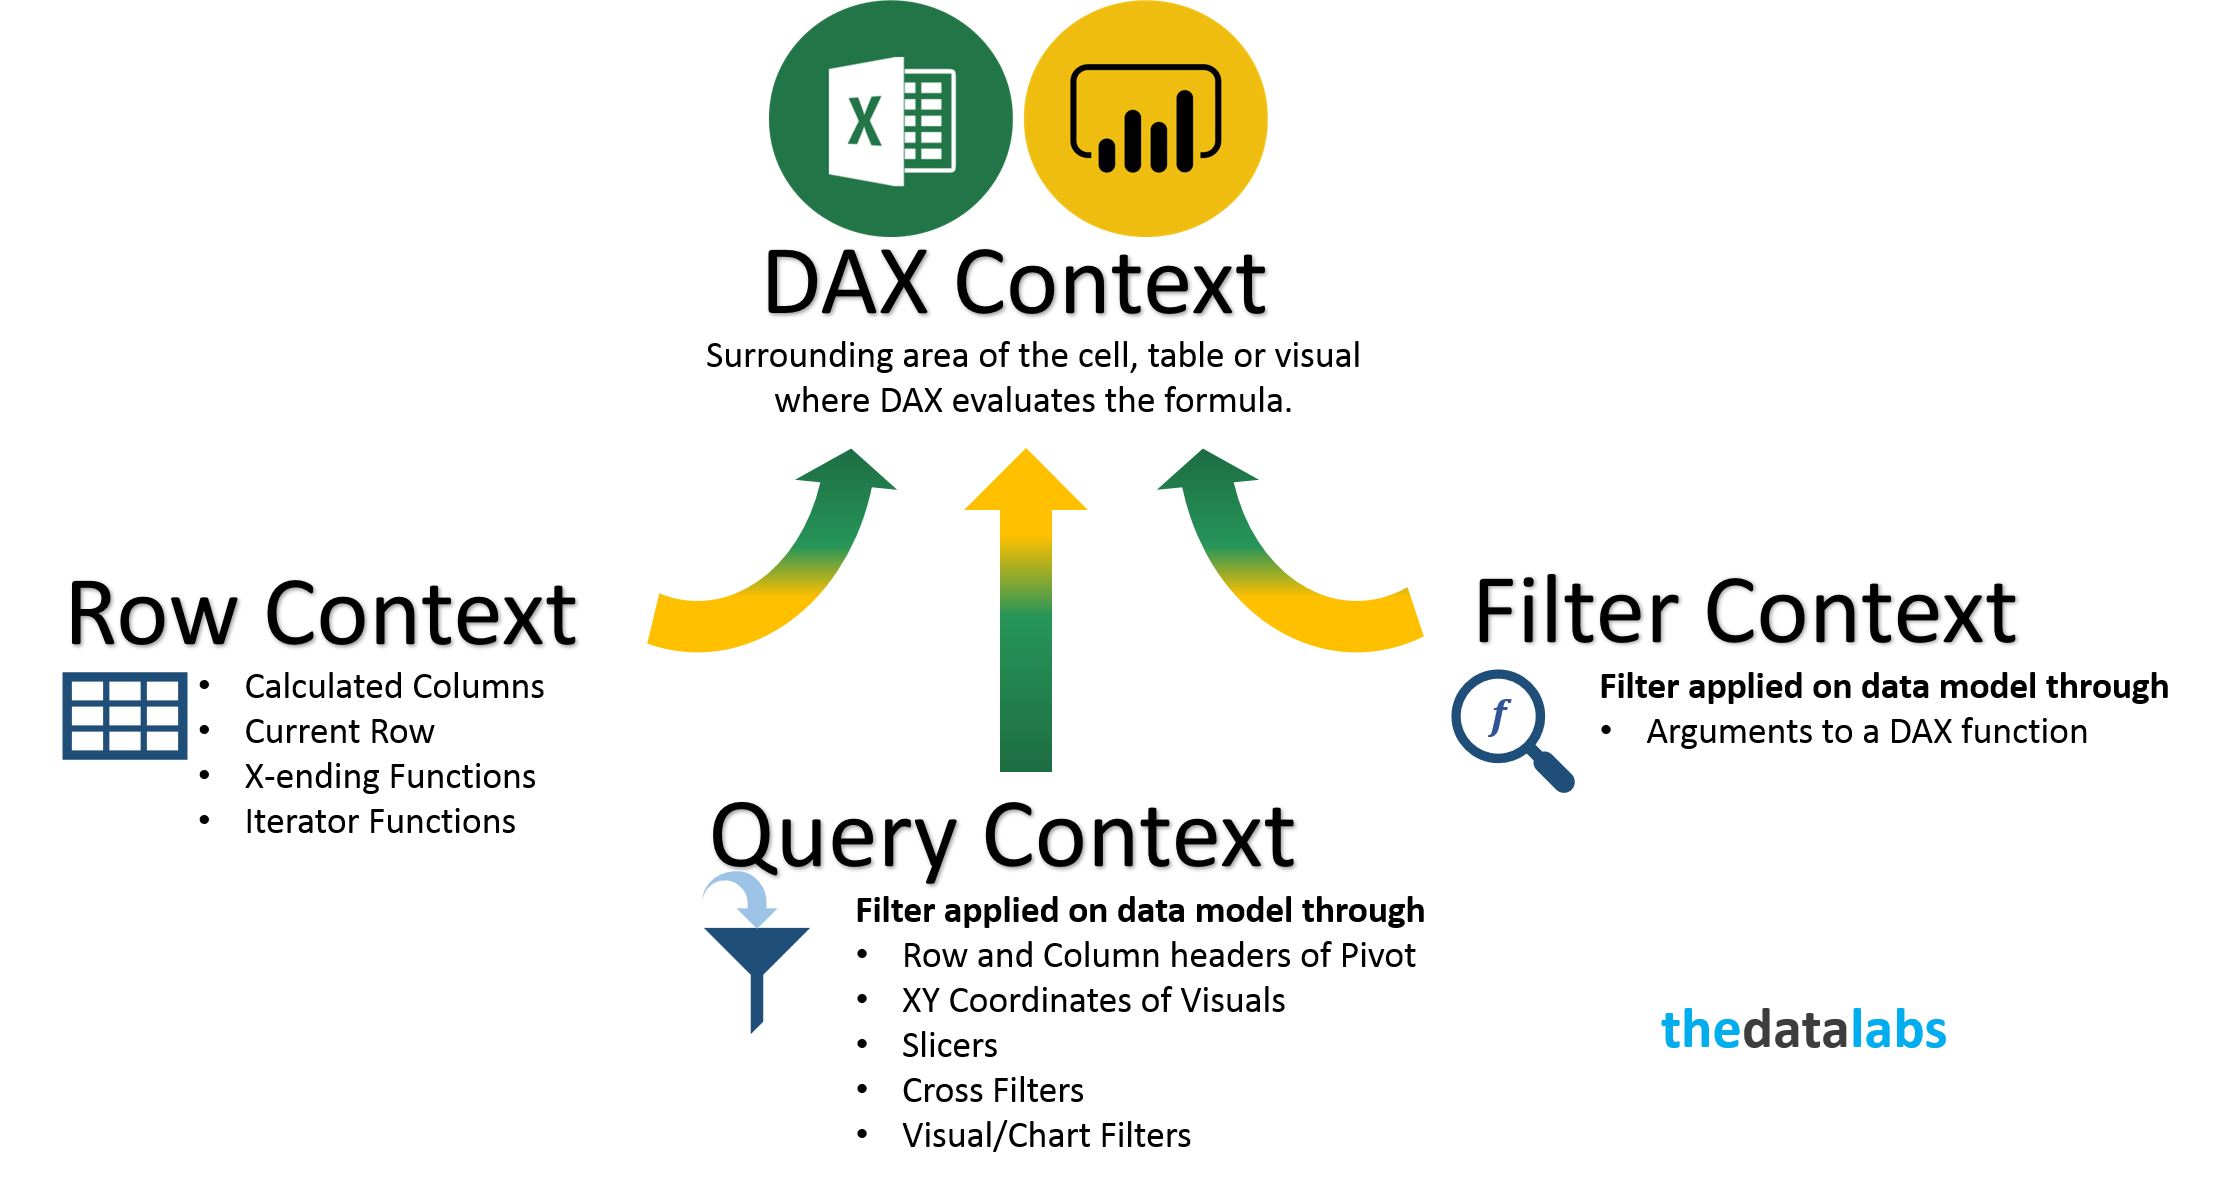 X
DAX Context
Surrounding area of the cell, table or visual
where DAX evaluates the formula.
Row Context
• Calculated Columns
• Current Row
• X-ending Functions
• Iterator Functions
Query Context
Filter applied on data model through
• Row and Column headers of Pivot
• XY Coordinates of Visuals
• Slicers
• Cross Filters
• Visual/Chart Filters
Filter Context
f
Filter applied on data model through
• Arguments to a DAX function
thedatalabs